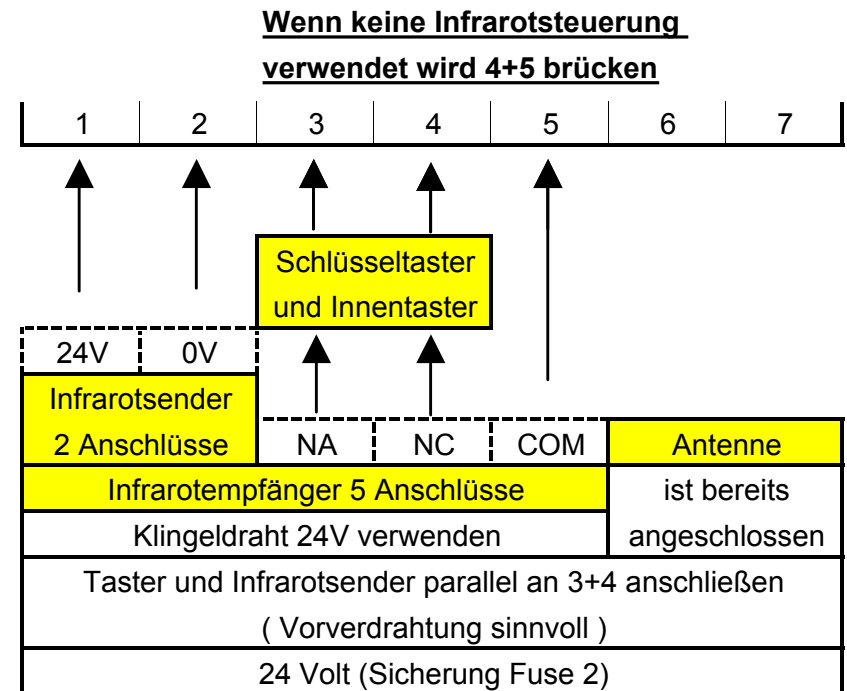 Wenn keine Infrarotsteuerung
verwendet wird 4+5 brücken
1 2 3 4 5 6 7
Schlüsseltaster
und Innentaster
24V 0V
Infrarotsender
2 Anschlüsse NA NC COM Antenne
Infrarotempfänger 5 Anschlüsse ist bereits
Klingeldraht 24V verwenden angeschlossen
Taster und Infrarotsender parallel an 3+4 anschließen
( Vorverdrahtung sinnvoll )
24 Volt (Sicherung Fuse 2)